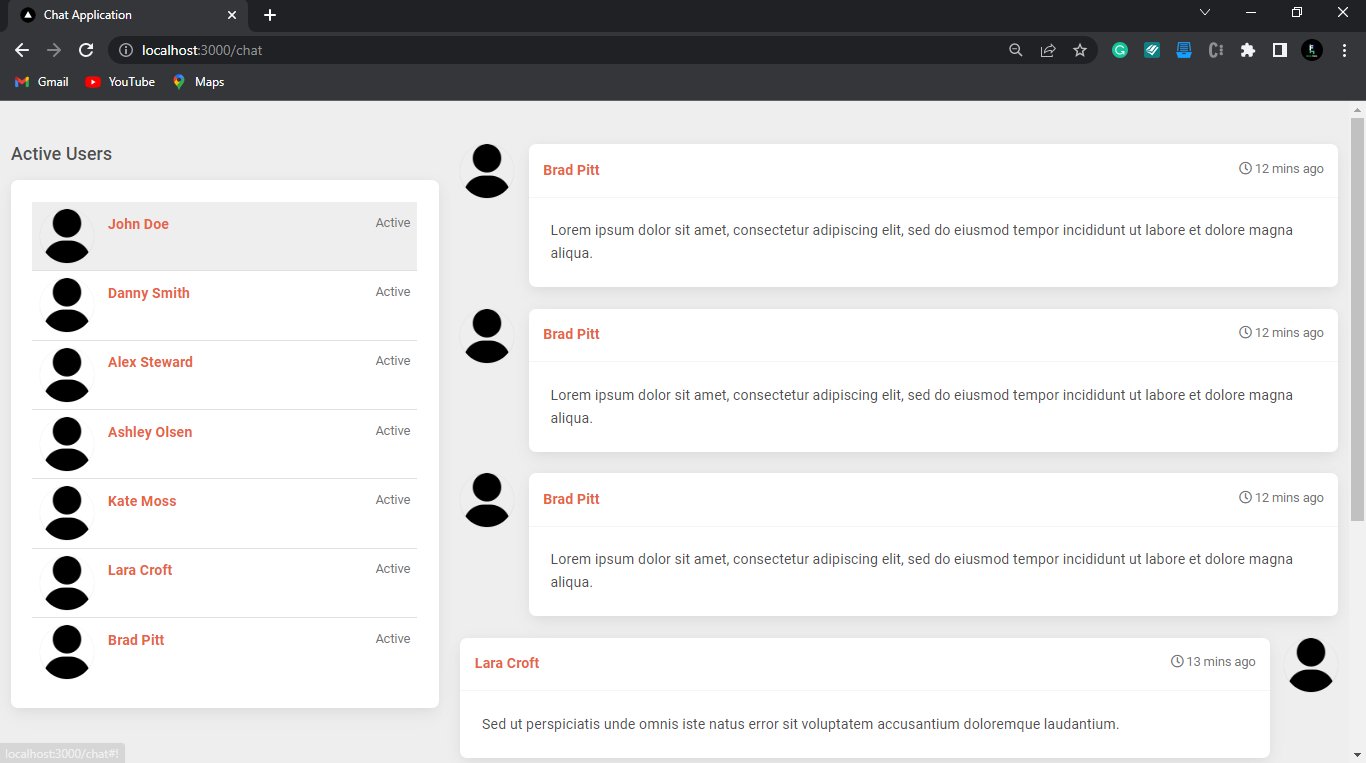 Chat Application
localhost:3000/chat
Gmail
YouTube
Maps
Active Users
John Doe
Active
Danny Smith
Active
Alex Steward
Active
Ashley Olsen
Active
Kate Moss
Active
Lara Croft
Active
Brad Pitt
Active
Brad Pitt
12 mins ago
Lorem ipsum dolor sit amet, consectetur adipiscing elit, sed do eiusmod tempor incididunt ut labore et dolore magna
aliqua.
Brad Pitt
12 mins ago
Lorem ipsum dolor sit amet, consectetur adipiscing elit, sed do eiusmod tempor incididunt ut labore et dolore magna
aliqua.
Brad Pitt
12 mins ago
Lorem ipsum dolor sit amet, consectetur adipiscing elit, sed do eiusmod tempor incididunt ut labore et dolore magna
aliqua.
Lara Croft
13 mins ago
Sed ut perspiciatis unde omnis iste natus error sit voluptatem accusantium doloremque laudantium.
localhost:3000/chat#!